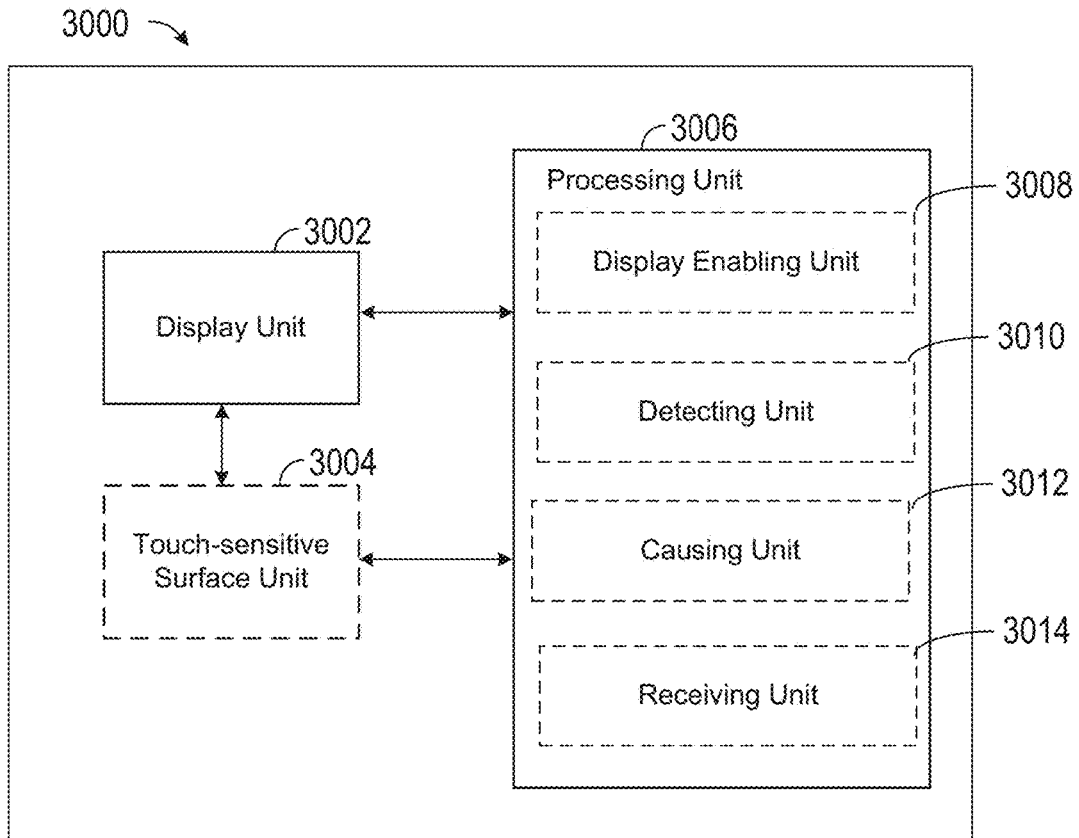 3000
3006
Processing Unit
3008
3002
Display Enabling Unit
Display Unit
3010
Detecting Unit
3004
3012
Touch-sensitive
Surface Unit
Causing Unit
3014
Receiving Unit